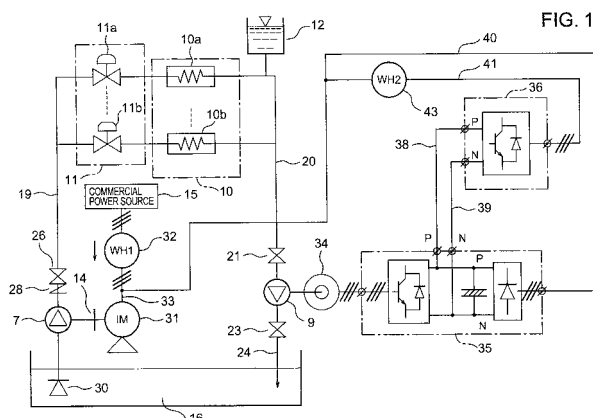 FIG. 1
12
40
11a
10a
WH2
41
43
36
11b
10b
P
38
N
11
10
20
19
COMMERCIAL
POWER SOURCE
15
39
26
WH1
32
21
34
P
N
P
28
14
33
7
IM
31
9
23
N
24
35
30
16